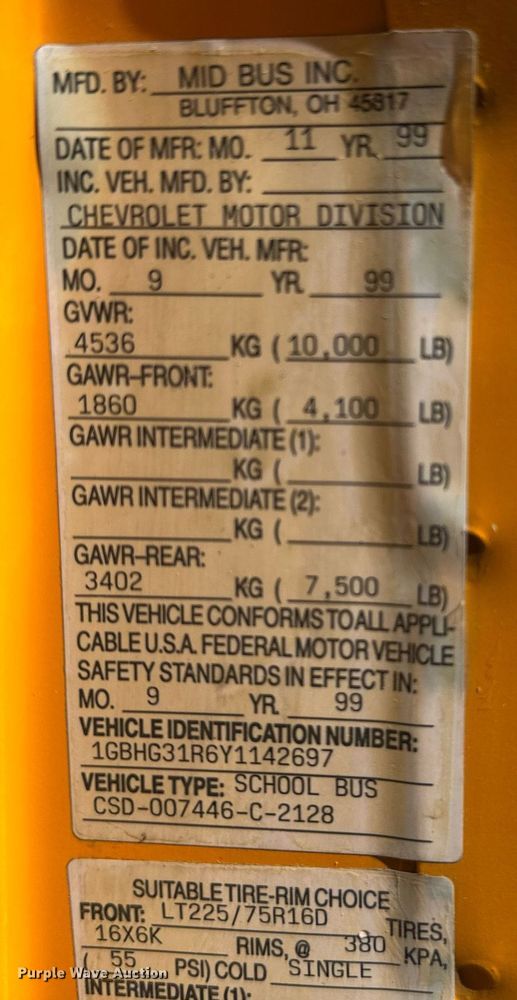 MFD. BY: MID BUS INC.
BLUFFTON, OH 45817
DATE OF MFR: MO. 11 YR. 99
INC. VEH. MFD. BY:
CHEVROLET MOTOR DIVISION
DATE OF INC. VEH. MFR:
MO. 9 YR. 99
GVWR:
4536 KG ( 10,000 LB)
GAWR-FRONT:
1860 KG ( 4,100 LB)
GAWR INTERMEDIATE (1):
KG ( LB)
GAWR INTERMEDIATE (2):
KG ( LB)
GAWR-REAR:
3402 KG ( 7,500 LB)
THIS VEHICLE CONFORMS TO ALL APPLI-
CABLE U.S.A. FEDERAL MOTOR VEHICLE
SAFETY STANDARDS IN EFFECT IN:
MO. 9 YR. 99
VEHICLE IDENTIFICATION NUMBER:
1GBHG31R6Y1142697
VEHICLE TYPE: SCHOOL BUS
CSD-007446-C-2128
SUITABLE TIRE-RIM CHOICE
FRONT: LT225/75R16D TIRES,
16X6K RIMS, @ 380 KPA,
( 55 PSI) COLD SINGLE
INTERMEDIATE (1):
Purple Wave Auction